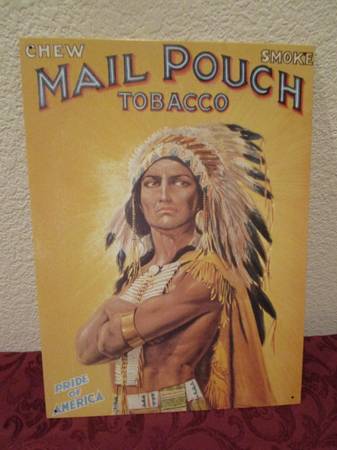 CHEW SMOKE
MAIL POUCH
TOBACCO
PRIDE
OF
AMERICA